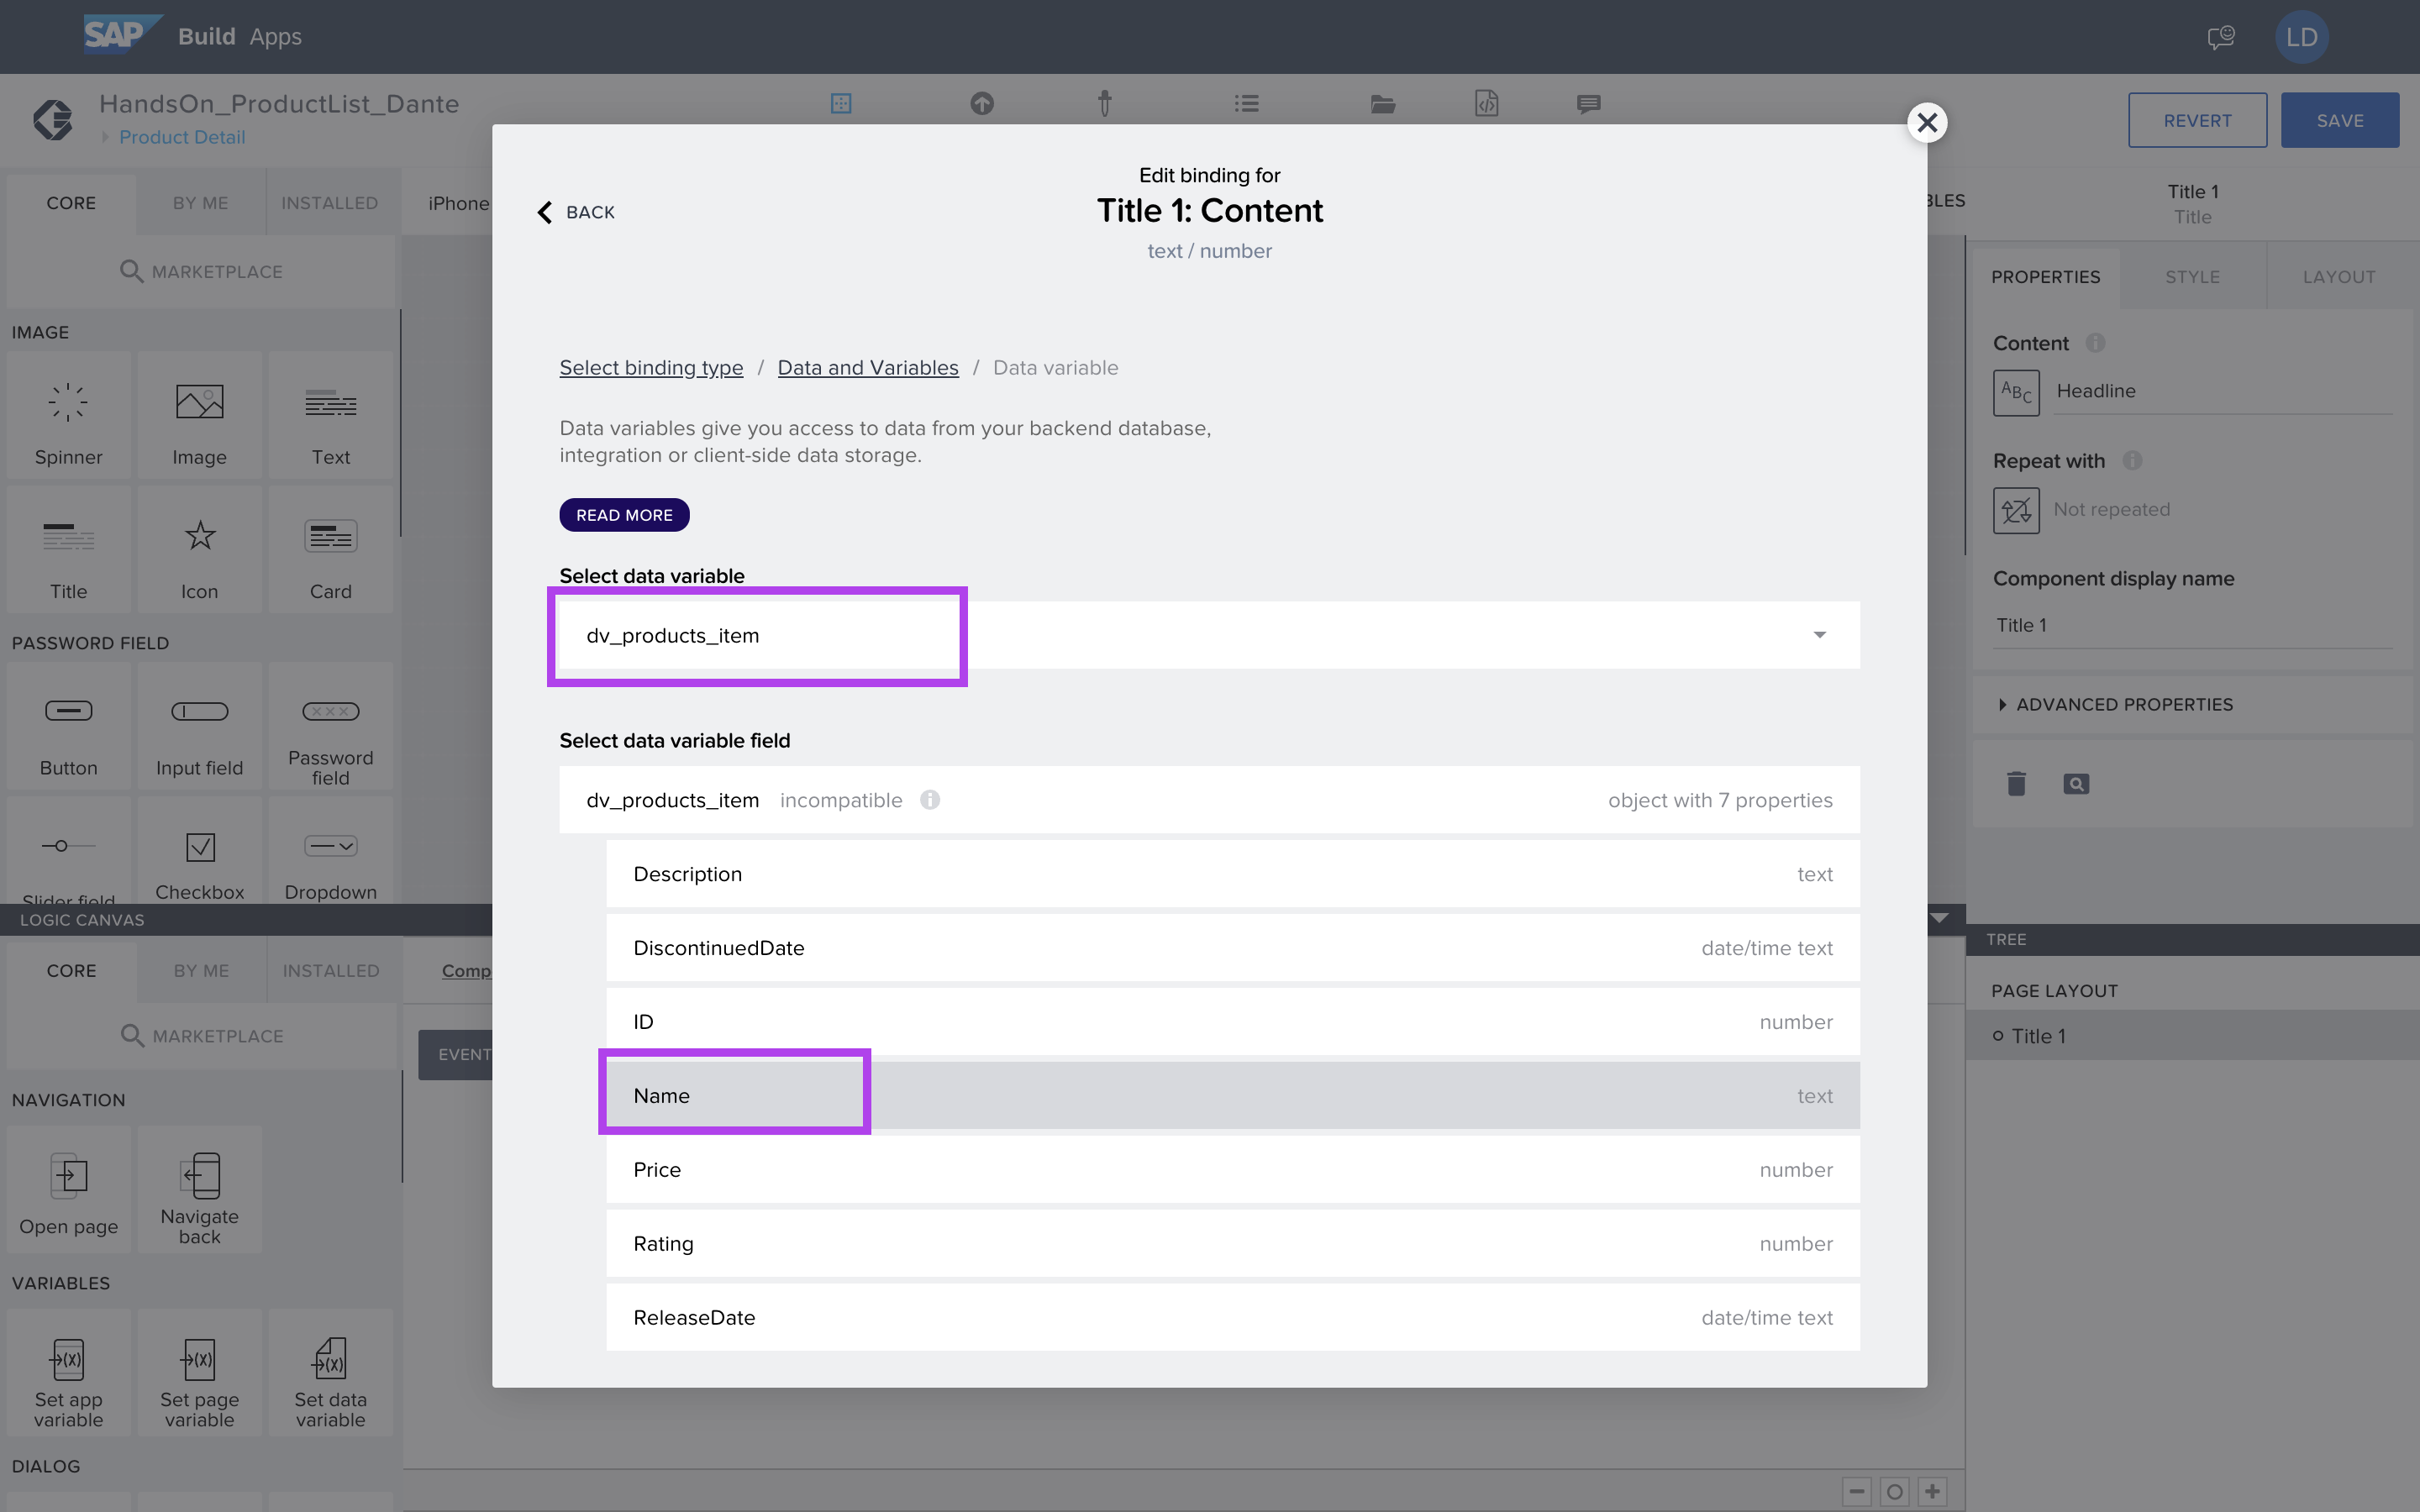 SAP Build Apps
LD
HandsOn_ProductList_Dante
Product Detail
REVERT
SAVE
CORE
BY ME
INSTALLED
iPhone
MARKETPLACE
IMAGE
Spinner
Image
Text
Title
Icon
Card
PASSWORD FIELD
Button
Input field
Password
field
Slider field
Checkbox
Dropdown
LOGIC CANVAS
CORE
BY ME
INSTALLED
Comp
MARKETPLACE
EVENT
NAVIGATION
Open page
Navigate
back
VARIABLES
Set app
variable
Set page
variable
Set data
variable
DIALOG
BACK
Edit binding for
Title 1: Content
text / number
Select binding type / Data and Variables / Data variable
Data variables give you access to data from your backend database,
integration or client-side data storage.
READ MORE
Select data variable
dv_products_item
Select data variable field
dv_products_item incompatible object with 7 properties
Description text
DiscontinuedDate date/time text
ID number
Name text
Price number
Rating number
ReleaseDate date/time text
BLES
Title 1
Title
PROPERTIES
STYLE
LAYOUT
Content
ABC Headline
Repeat with
Not repeated
Component display name
Title 1
ADVANCED PROPERTIES
TREE
PAGE LAYOUT
Title 1